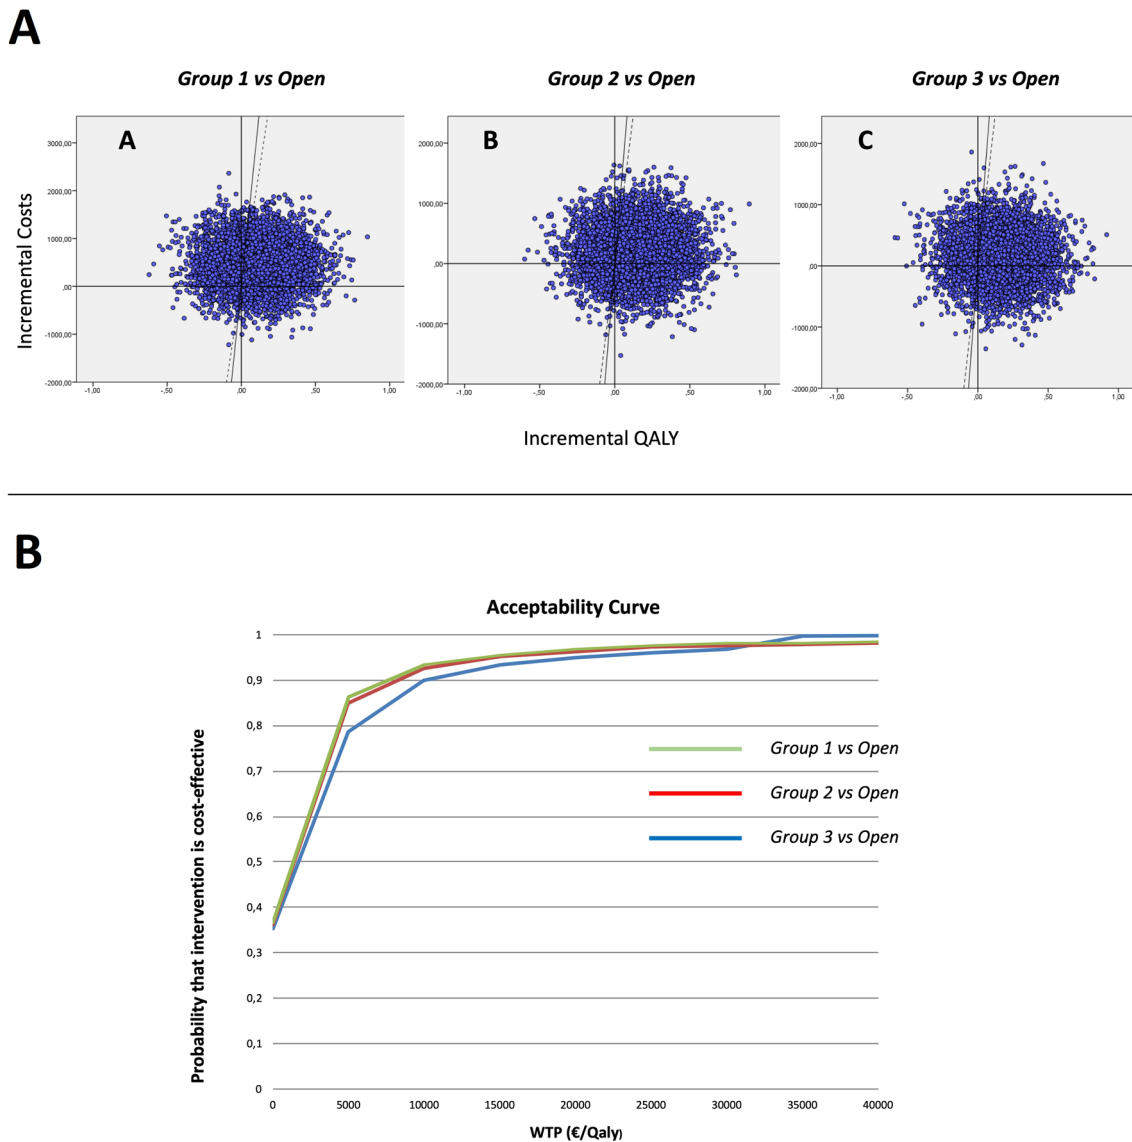 A
Group 1 vs Open
Group 2 vs Open
Group 3 vs Open
Incremental Costs
A
3000,00
2000,00
1000,00
,00
-1000,00
-2000,00
-1,00 -,50 ,00 ,50 1,00
B
2000,00
1000,00
,00
-1000,00
-2000,00
-1,00 -,50 ,00 ,50 1,00
C
2000,00
1000,00
,00
-1000,00
-2000,00
-1,00 -,50 ,00 ,50 1,00
Incremental QALY
B
Acceptability Curve
Probability that intervention is cost-effective
1
0,9
0,8
0,7
0,6
0,5
0,4
0,3
0,2
0,1
0
Group 1 vs Open
Group 2 vs Open
Group 3 vs Open
0 5000 10000 15000 20000 25000 30000 35000 40000
WTP (€/Qaly)